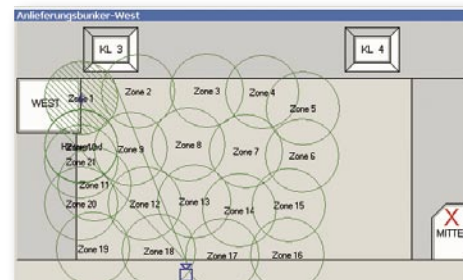 Anlieferungsbunker-West
KL 3
KL 4
WEST
Zone 1
Zone 2
Zone 3
Zone 4
Zone 5
Zone 9
Zone 8
Zone 7
Zone 6
Zone 21
Zone 11
Zone 20
Zone 12
Zone 13
Zone 14
Zone 15
Zone 19
Zone 18
Zone 17
Zone 16
X
MITTE